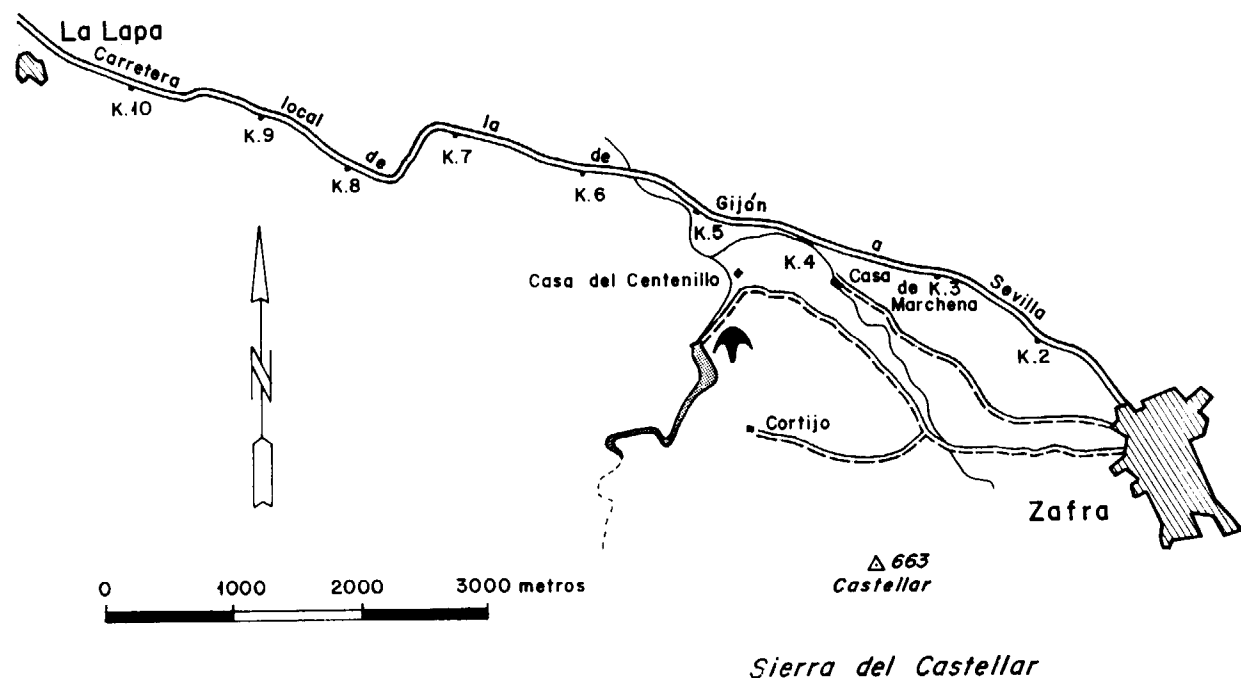 La Lapa
Carretera local de la de Gijón a Sevilla
K.10
K.9
K.8
K.7
K.6
K.5
K.4
K.3
K.2
Casa del Centenillo
Casa
de
Marchena
Cortijo
N
Zafra
663
Castellar
0 1000 2000 3000 metros
Sierra del Castellar